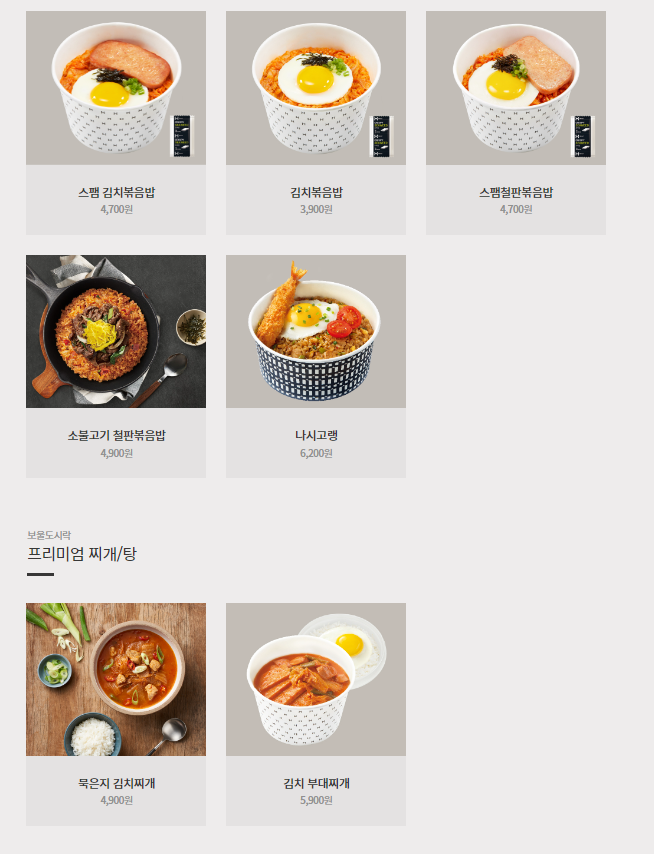 스팸 김치볶음밥
4,700원
김치볶음밥
3,900원
스팸철판볶음밥
4,700원
소불고기 철판볶음밥
4,900원
나시고랭
6,200원
보울도시락
프리미엄 찌개/탕
묵은지 김치찌개
4,900원
김치 부대찌개
5,900원